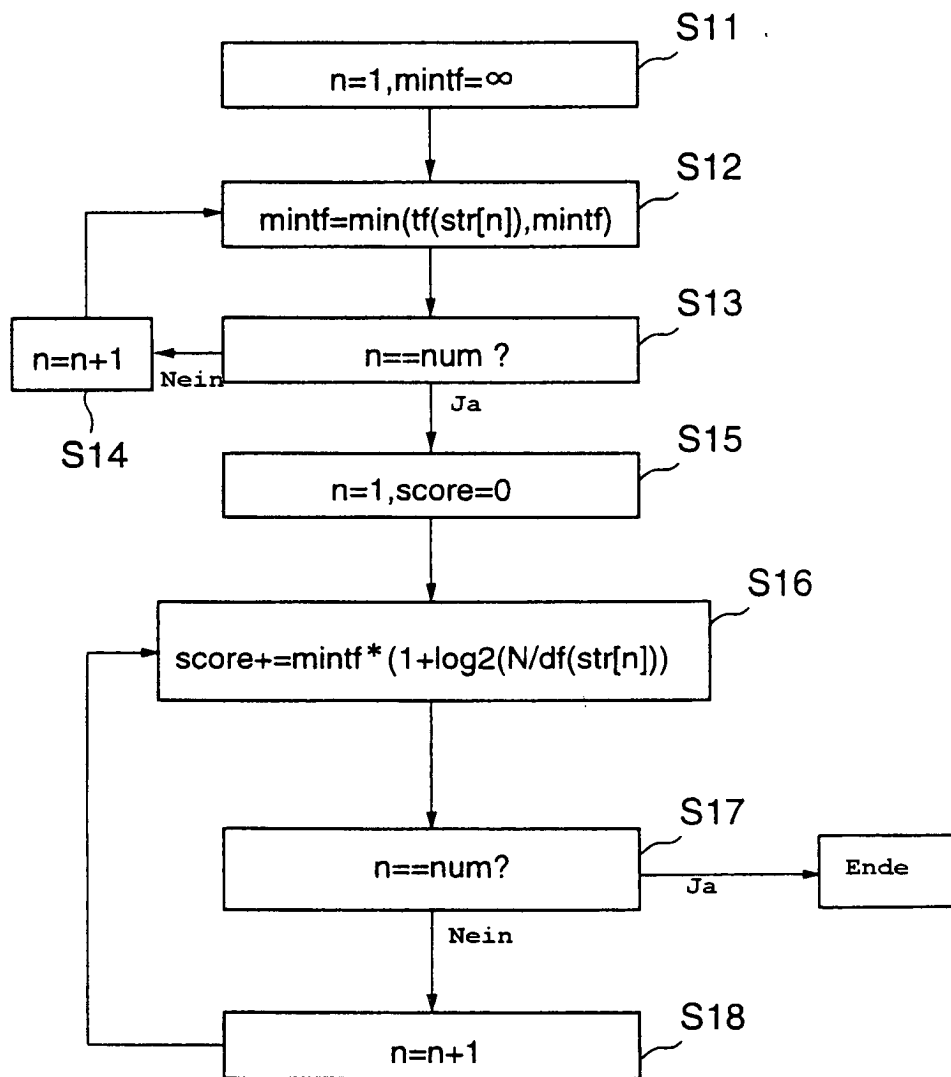 S11
n=1,mintf=∞
S12
mintf=min(tf(str[n]),mintf)
S13
n==num ?
n=n+1
Nein
Ja
S14
S15
n=1,score=0
S16
score+=mintf*(1+log2(N/df(str[n]))
S17
n==num?
Ja
Ende
Nein
S18
n=n+1